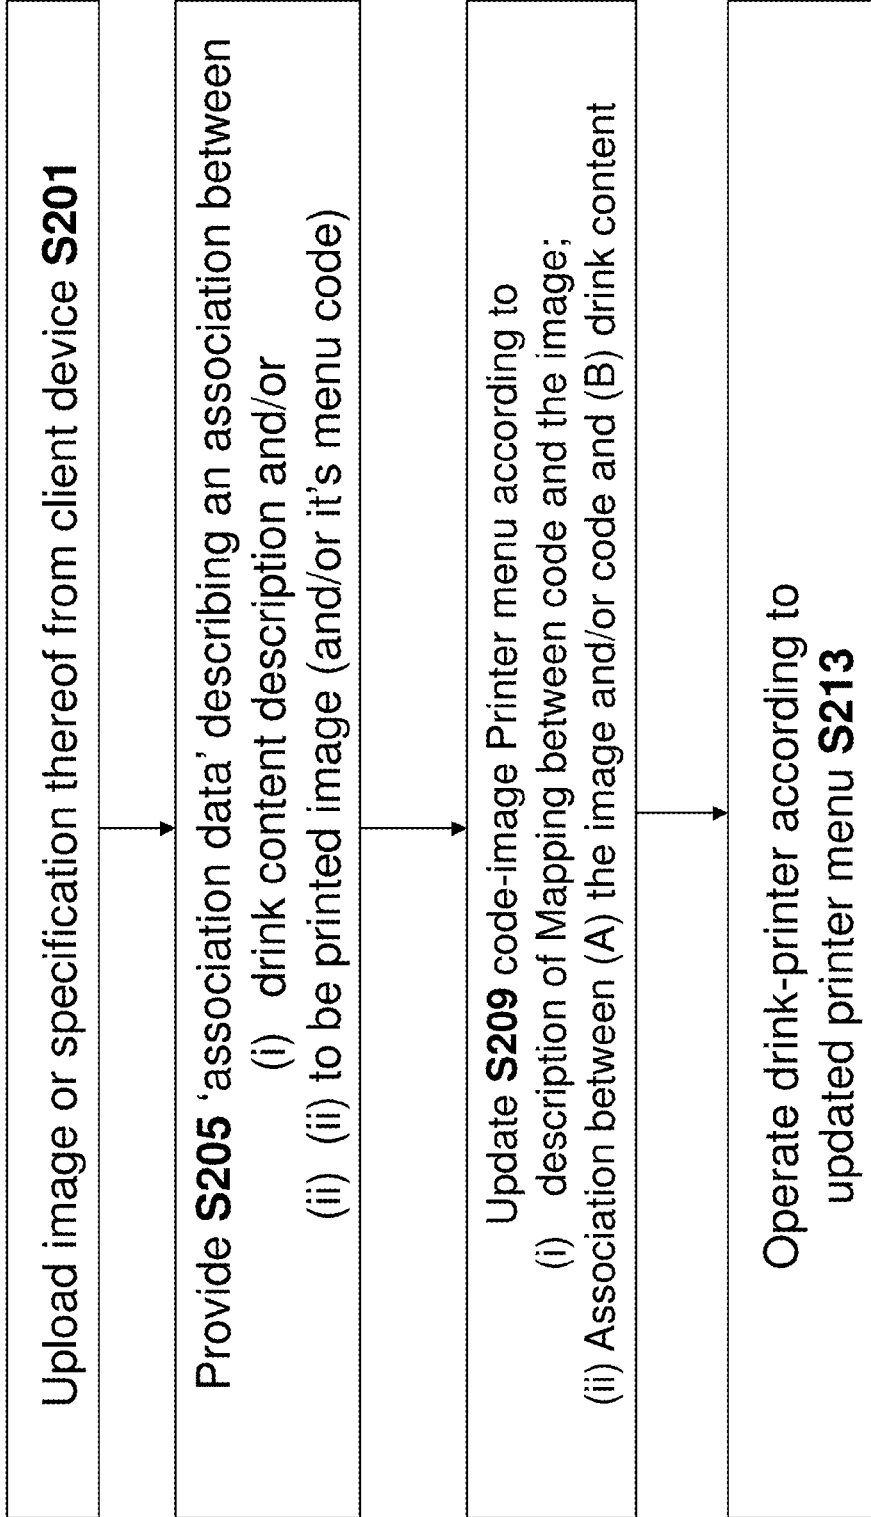 Upload image or specification thereof from client device S201
Provide S205 'association data' describing an association between
(i) drink content description and/or
(ii) (ii) to be printed image (and/or it's menu code)
Update S209 code-image Printer menu according to
(i) description of Mapping between code and the image;
(ii) Association between (A) the image and/or code and (B) drink content
Operate drink-printer according to
updated printer menu S213